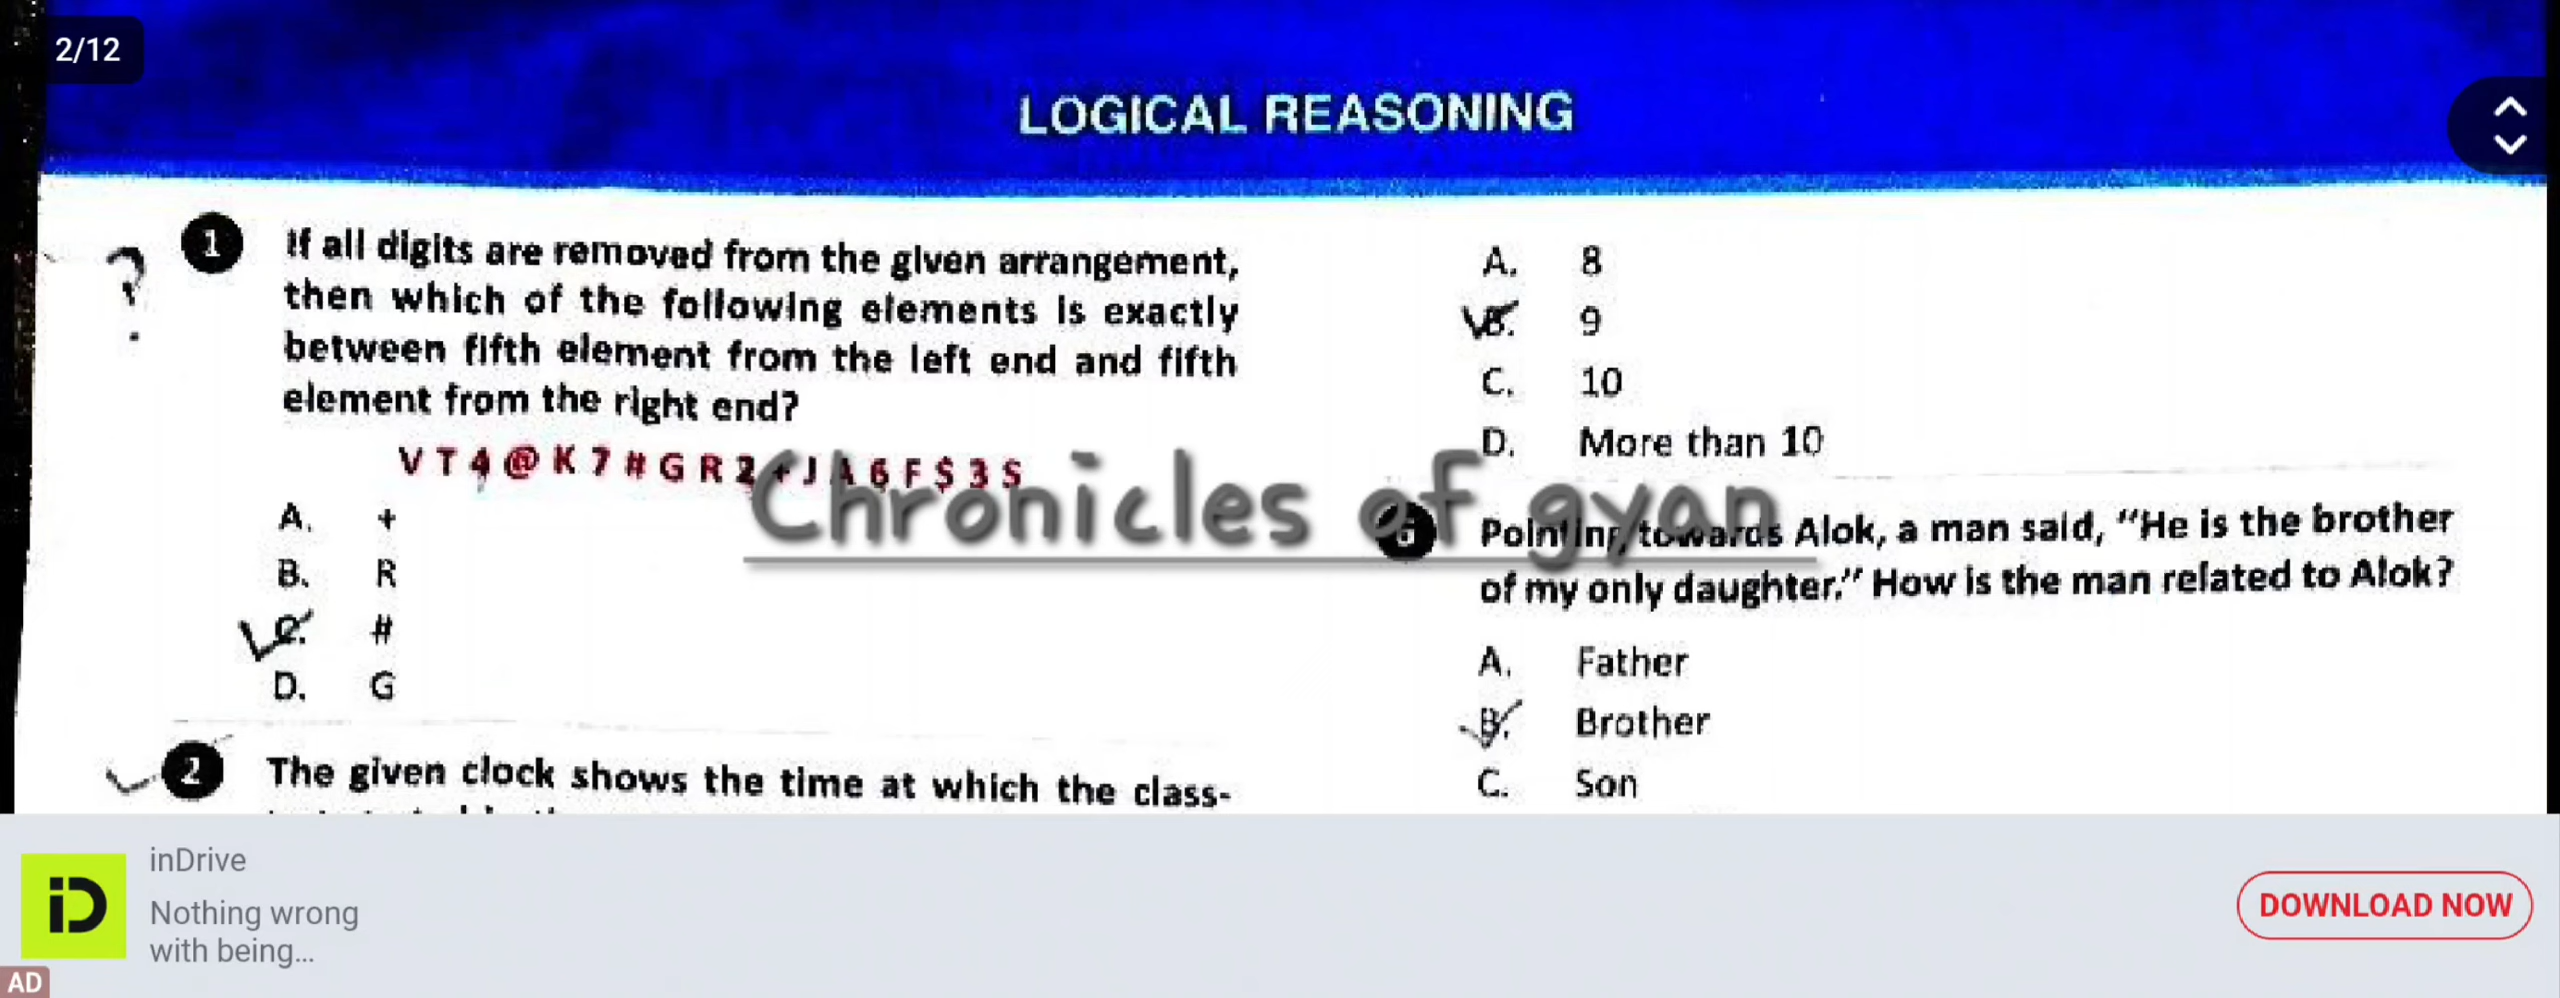 2/12
LOGICAL REASONING
1 If all digits are removed from the given arrangement,
then which of the following elements is exactly
between fifth element from the left end and fifth
element from the right end?
V T 4 @ K 7 # G R 2 + J A 6 F $ 3 S
A. +
B. R
C. #
D. G
2 The given clock shows the time at which the class-
A. 8
B. 9
C. 10
D. More than 10
Chronicles of gyan
Pointing towards Alok, a man said, “He is the brother
of my only daughter.” How is the man related to Alok?
A. Father
B. Brother
C. Son
inDrive
Nothing wrong
with being...
DOWNLOAD NOW
AD